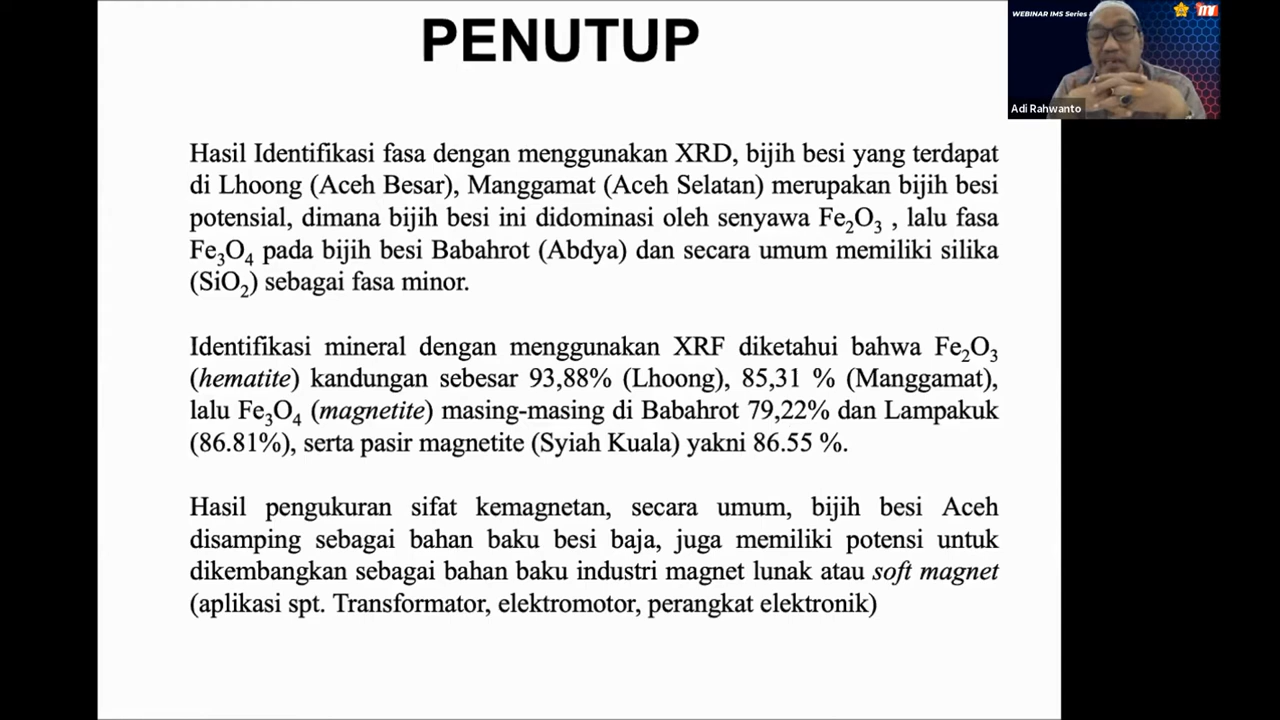 PENUTUP
WEBINAR IMS Series
Adi Rahwanto
Hasil Identifikasi fasa dengan menggunakan XRD, bijih besi yang terdapat
di Lhoong (Aceh Besar), Manggamat (Aceh Selatan) merupakan bijih besi
potensial, dimana bijih besi ini didominasi oleh senyawa Fe₂O₃ , lalu fasa
Fe₃O₄ pada bijih besi Babahrot (Abdya) dan secara umum memiliki silika
(SiO₂) sebagai fasa minor.
Identifikasi mineral dengan menggunakan XRF diketahui bahwa Fe₂O₃
(hematite) kandungan sebesar 93,88% (Lhoong), 85,31 % (Manggamat),
lalu Fe₃O₄ (magnetite) masing-masing di Babahrot 79,22% dan Lampakuk
(86.81%), serta pasir magnetite (Syiah Kuala) yakni 86.55 %.
Hasil pengukuran sifat kemagnetan, secara umum, bijih besi Aceh
disamping sebagai bahan baku besi baja, juga memiliki potensi untuk
dikembangkan sebagai bahan baku industri magnet lunak atau soft magnet
(aplikasi spt. Transformator, elektromotor, perangkat elektronik)